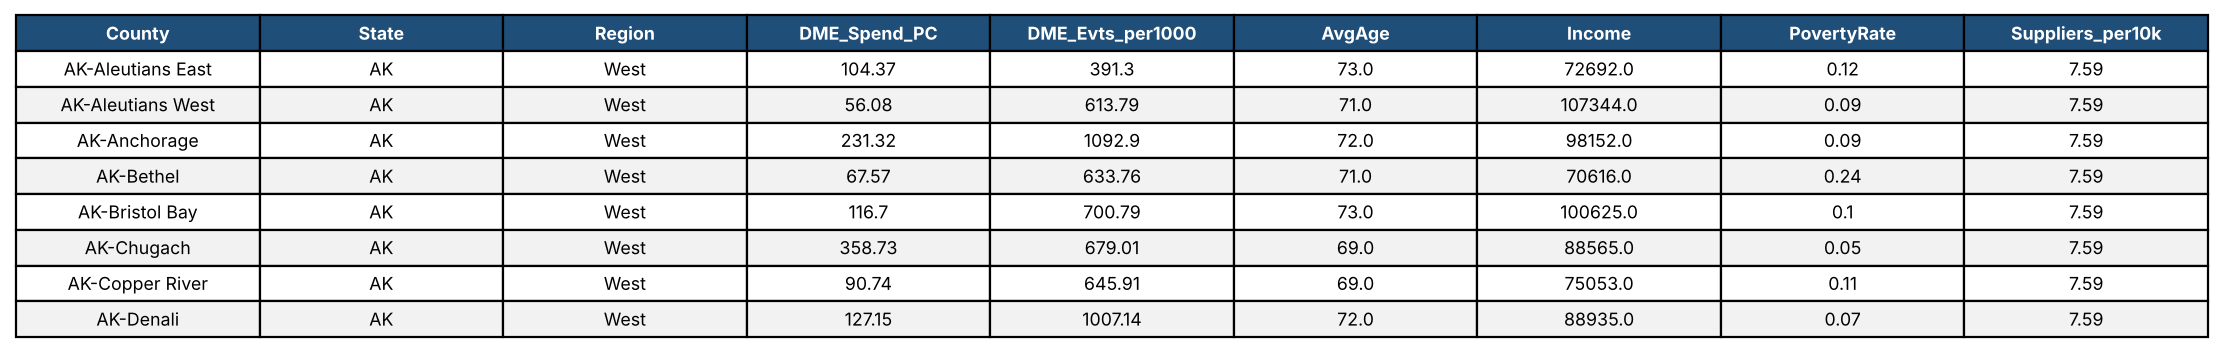 County State Region DME_Spend_PC DME_Evts_per1000 AvgAge Income PovertyRate Suppliers_per10k
AK-Aleutians East AK West 104.37 391.3 73.0 72692.0 0.12 7.59
AK-Aleutians West AK West 56.08 613.79 71.0 107344.0 0.09 7.59
AK-Anchorage AK West 231.32 1092.9 72.0 98152.0 0.09 7.59
AK-Bethel AK West 67.57 633.76 71.0 70616.0 0.24 7.59
AK-Bristol Bay AK West 116.7 700.79 73.0 100625.0 0.1 7.59
AK-Chugach AK West 358.73 679.01 69.0 88565.0 0.05 7.59
AK-Copper River AK West 90.74 645.91 69.0 75053.0 0.11 7.59
AK-Denali AK West 127.15 1007.14 72.0 88935.0 0.07 7.59